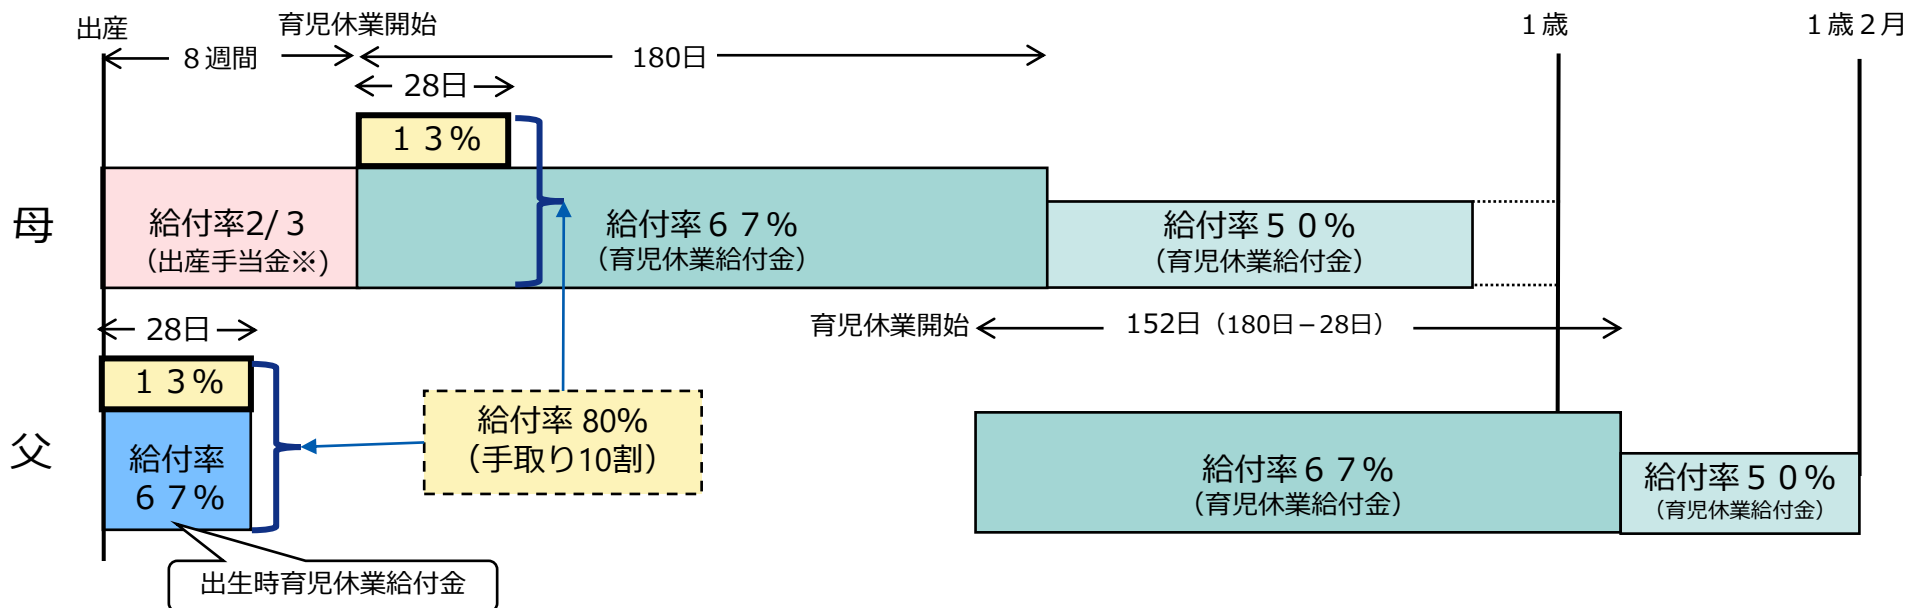 出産
育児休業開始
1歳
1歳2月
8週間
180日
28日
13%
母
給付率2/3
(出産手当金※)
給付率67%
(育児休業給付金)
給付率50%
(育児休業給付金)
28日
育児休業開始
152日(180日-28日)
13%
父
給付率
67%
給付率 80%
(手取り10割)
給付率67%
(育児休業給付金)
給付率50%
(育児休業給付金)
出生時育児休業給付金